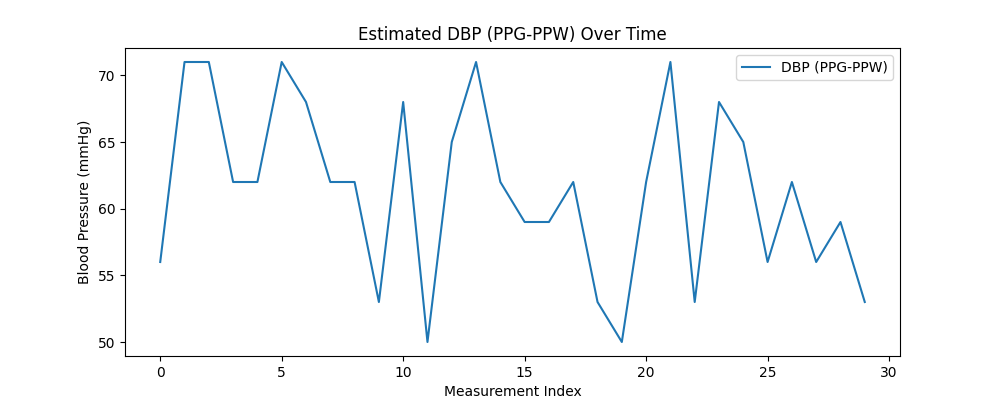 Estimated DBP (PPG-PPW) Over Time
DBP (PPG-PPW)
Blood Pressure (mmHg)
70
65
60
55
50
0 5 10 15 20 25 30
Measurement Index